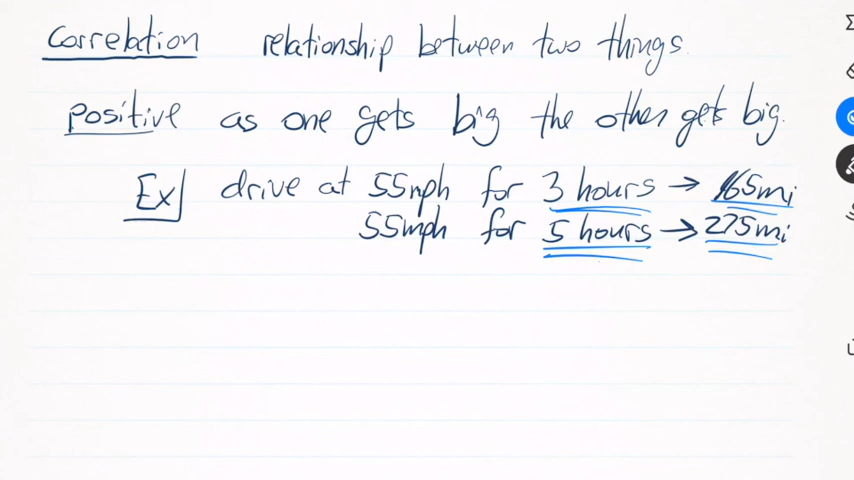 Correlation relationship between two things.
positive as one gets big the other gets big.
Ex drive at 55mph for 3 hours → 165mi
55mph for 5 hours → 275mi